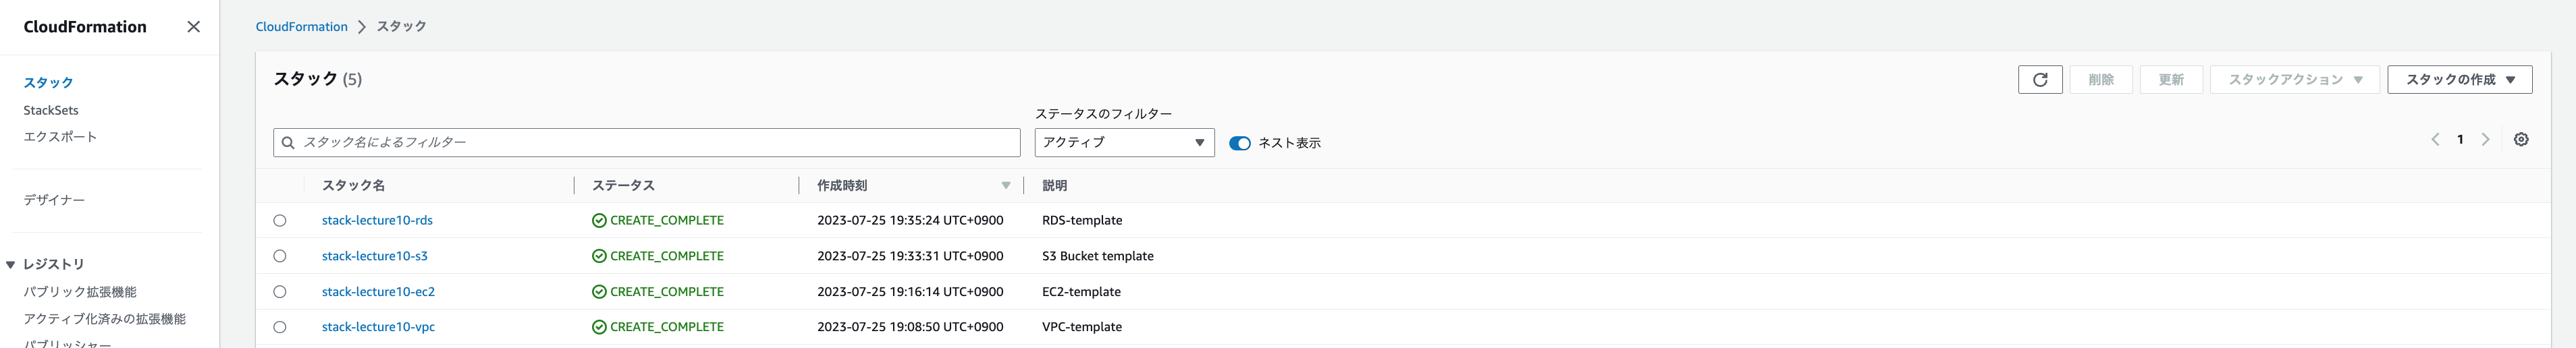 CloudFormation
スタック
StackSets
エクスポート
デザイナー
レジストリ
パブリック拡張機能
アクティブ化済みの拡張機能
パブリッシャー
CloudFormation スタック
スタック (5)
削除 更新 スタックアクション スタックの作成
ステータスのフィルター
スタック名によるフィルター アクティブ ネスト表示 1
スタック名 ステータス 作成時刻 説明
stack-lecture10-rds CREATE_COMPLETE 2023-07-25 19:35:24 UTC+0900 RDS-template
stack-lecture10-s3 CREATE_COMPLETE 2023-07-25 19:33:31 UTC+0900 S3 Bucket template
stack-lecture10-ec2 CREATE_COMPLETE 2023-07-25 19:16:14 UTC+0900 EC2-template
stack-lecture10-vpc CREATE_COMPLETE 2023-07-25 19:08:50 UTC+0900 VPC-template